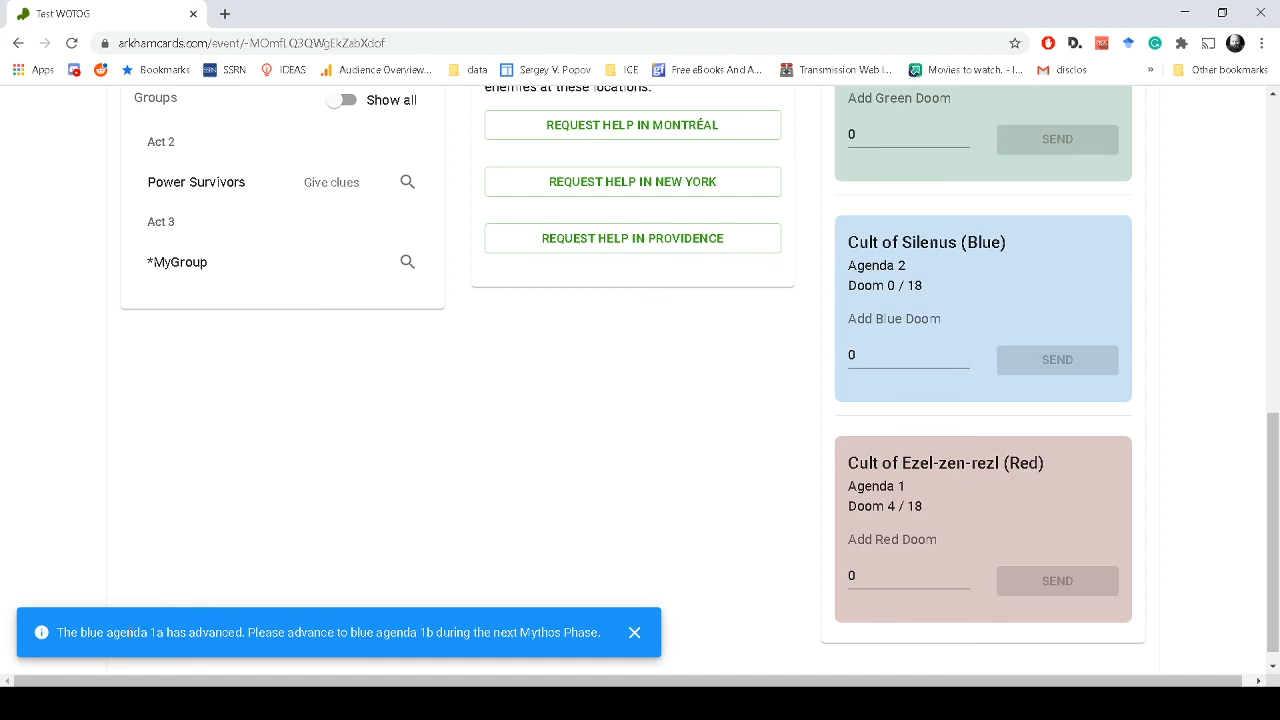 Test WOTOG
arkhamcards.com/event/-MOmfLQ3QWgEkZabXdof
Apps
Bookmarks
SSRN
IDEAS
Audience Overview...
data
Sergey V. Popov
ICE
Free eBook And A...
Transmission Web I...
Movies to watch. - I...
disclos
»
Other bookmarks
Groups
Show all
Act 2
Power Survivors
Give clues
Act 3
*MyGroup
enemies at these locations.
REQUEST HELP IN MONTRÉAL
REQUEST HELP IN NEW YORK
REQUEST HELP IN PROVIDENCE
Add Green Doom
0
SEND
Cult of Silenus (Blue)
Agenda 2
Doom 0 / 18
Add Blue Doom
0
SEND
Cult of Ezel-zen-rezl (Red)
Agenda 1
Doom 4 / 18
Add Red Doom
0
SEND
The blue agenda 1a has advanced. Please advance to blue agenda 1b during the next Mythos Phase.